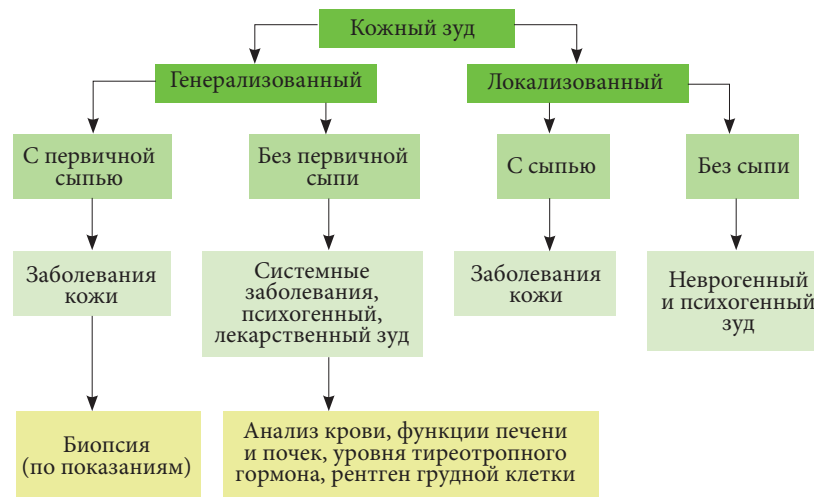 Кожный зуд
Генерализованный
Локализованный
С первичной
сыпью
Без первичной
сыпи
С сыпью
Без сыпи
Заболевания
кожи
Системные
заболевания,
психогенный,
лекарственный зуд
Заболевания
кожи
Неврогенный
и психогенный
зуд
Биопсия
(по показаниям)
Анализ крови, функции печени
и почек, уровня тиреотропного
гормона, рентген грудной клетки